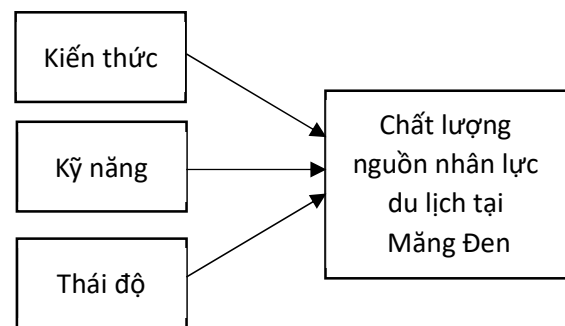 Kiến thức
Kỹ năng
Thái độ
Chất lượng
nguồn nhân lực
du lịch tại
Măng Đen